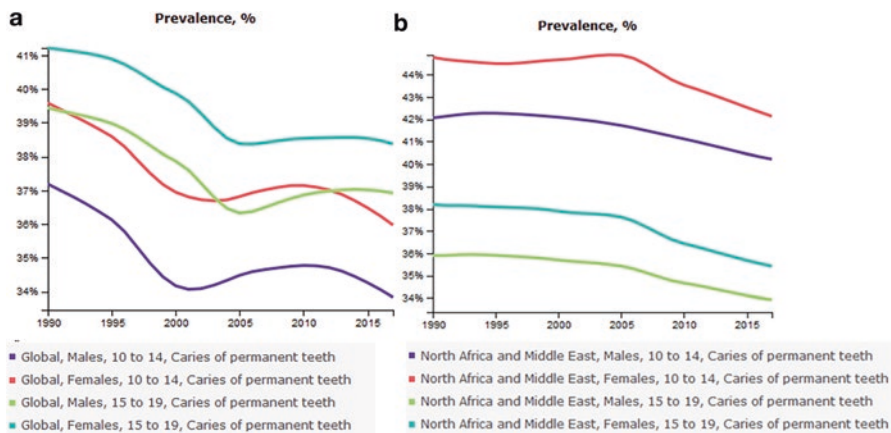 a
Prevalence, %
41%
40%
39%
38%
37%
36%
35%
34%
1990
1995
2000
2005
2010
2015
Global, Males, 10 to 14, Caries of permanent teeth
Global, Females, 10 to 14, Caries of permanent teeth
Global, Males, 15 to 19, Caries of permanent teeth
Global, Females, 15 to 19, Caries of permanent teeth
b
Prevalence, %
44%
42%
40%
39%
38%
36%
34%
1990
1995
2000
2005
2010
2015
North Africa and Middle East, Males, 10 to 14, Caries of permanent teeth
North Africa and Middle East, Females, 10 to 14, Caries of permanent teeth
North Africa and Middle East, Males, 15 to 19, Caries of permanent teeth
North Africa and Middle East, Females, 15 to 19, Caries of permanent teeth